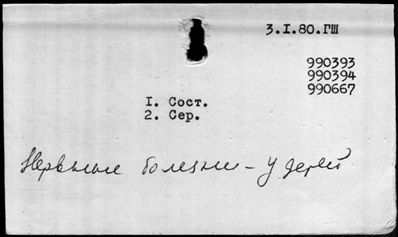 3.I.80.ГШ
990393
990394
990667
I. Сост.
2. Сер.
Нервные болезни - у детей